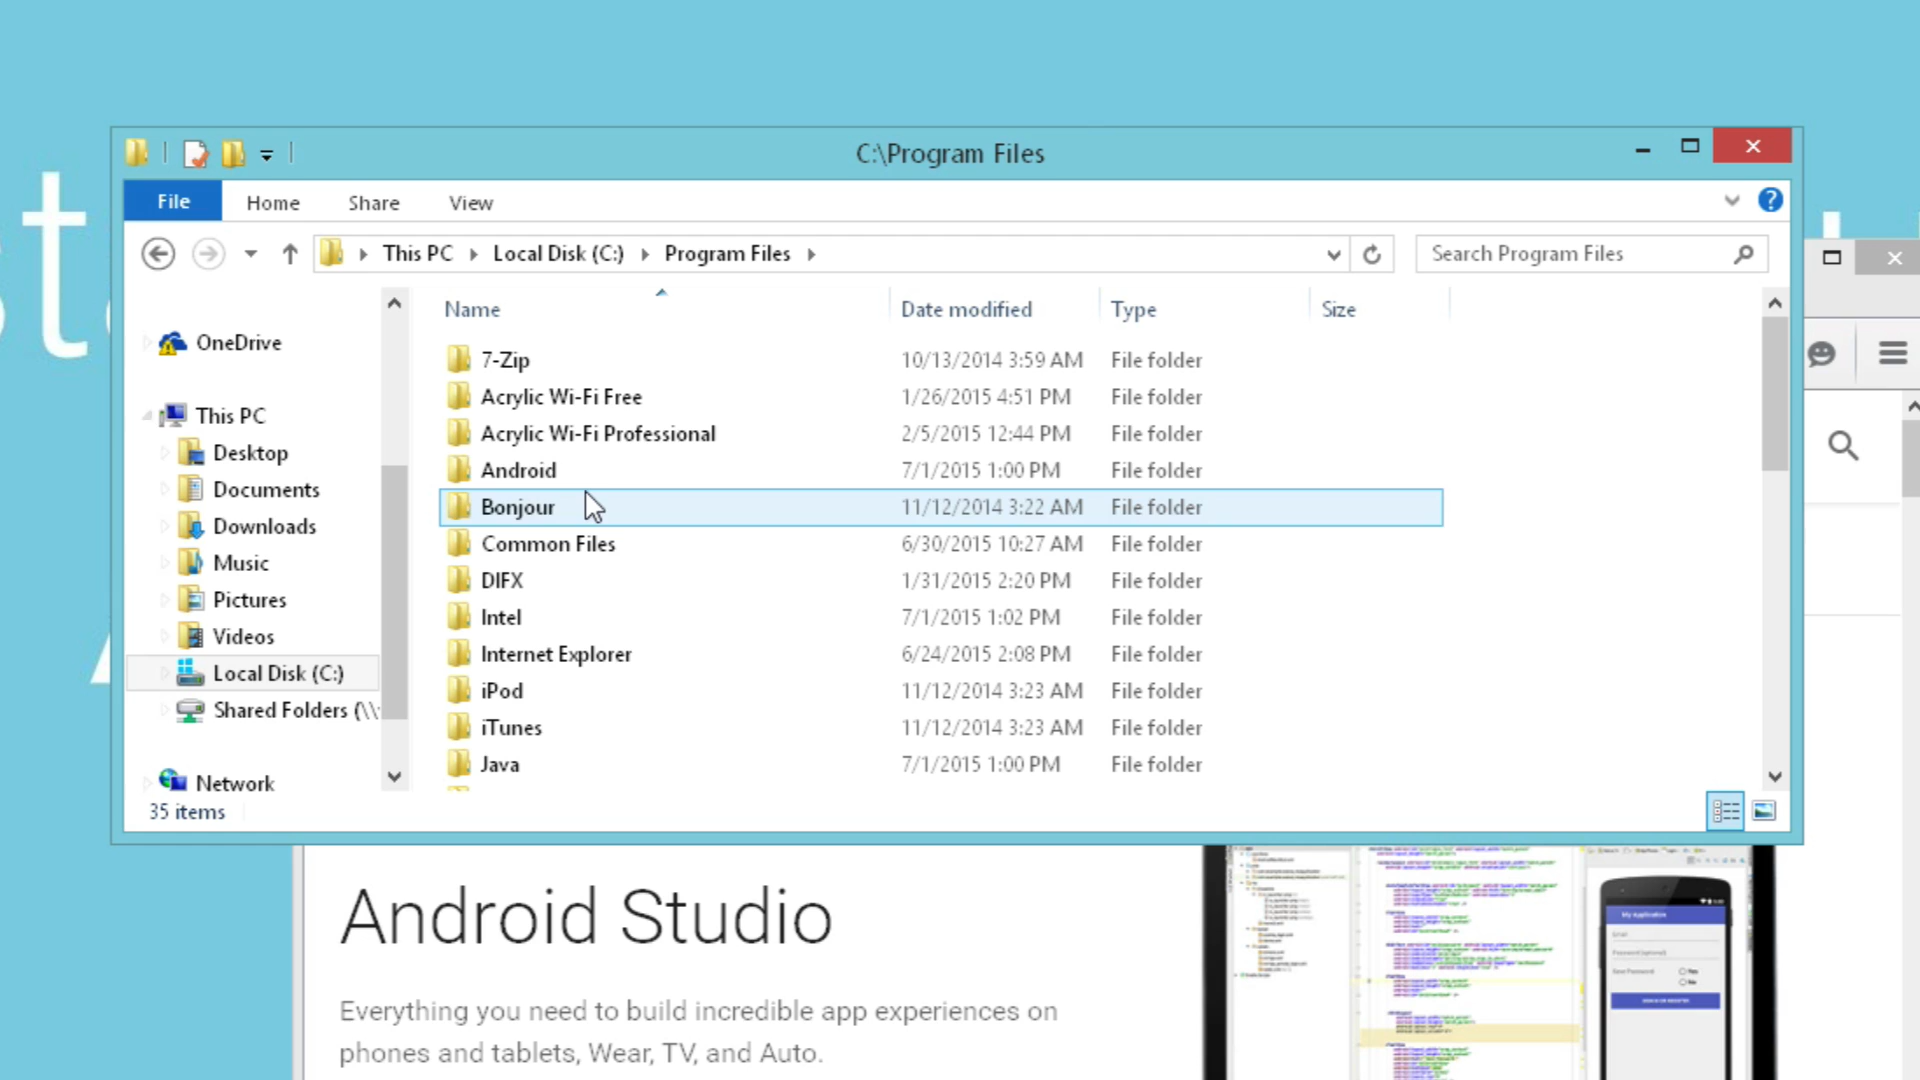 C:\Program Files
File Home Share View
This PC Local Disk (C:) Program Files Search Program Files
Name Date modified Type Size
OneDrive
This PC
Desktop
Documents
Downloads
Music
Pictures
Videos
Local Disk (C:)
Shared Folders (\\
Network
7-Zip 10/13/2014 3:59 AM File folder
Acrylic Wi-Fi Free 1/26/2015 4:51 PM File folder
Acrylic Wi-Fi Professional 2/5/2015 12:44 PM File folder
Android 7/1/2015 1:00 PM File folder
Bonjour 11/12/2014 3:22 AM File folder
Common Files 6/30/2015 10:27 AM File folder
DIFX 1/31/2015 2:20 PM File folder
Intel 7/1/2015 1:02 PM File folder
Internet Explorer 6/24/2015 2:08 PM File folder
iPod 11/12/2014 3:23 AM File folder
iTunes 11/12/2014 3:23 AM File folder
Java 7/1/2015 1:00 PM File folder
35 items
Android Studio
Everything you need to build incredible app experiences on
phones and tablets, Wear, TV, and Auto.
My Application